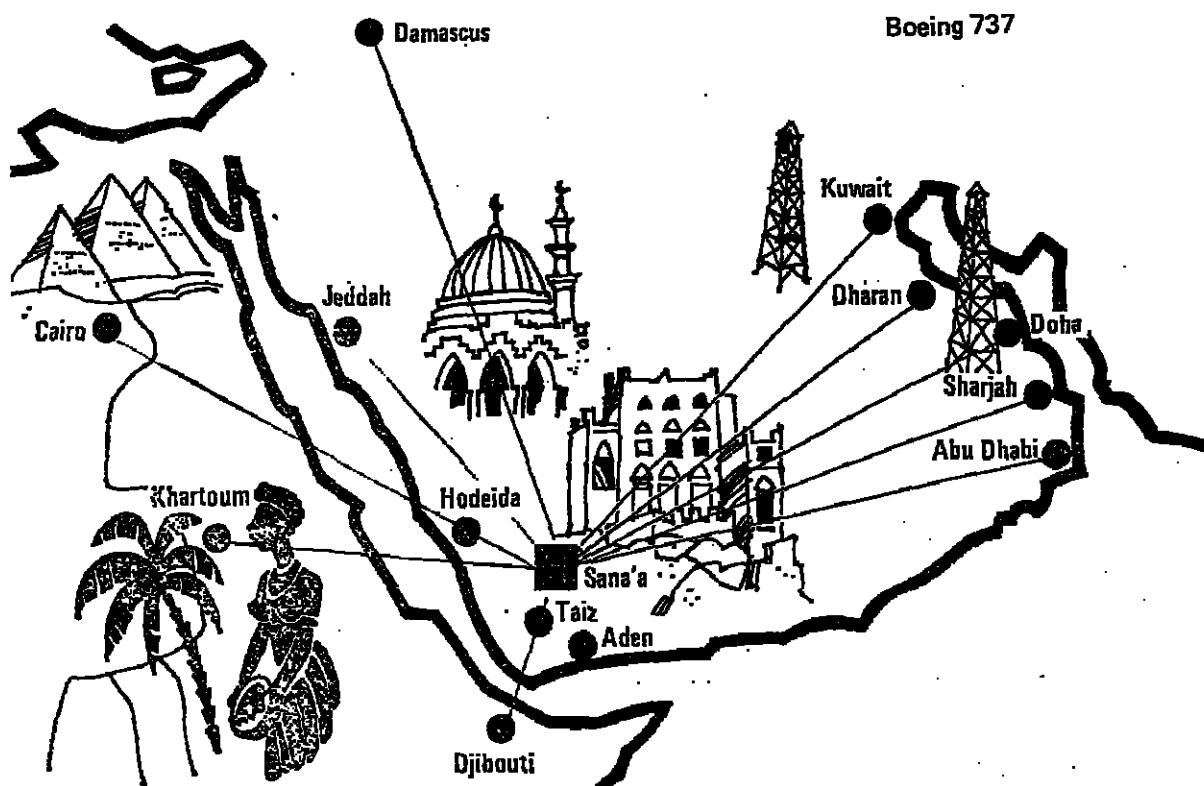 Damascus
Boeing 737
Kuwait
Dharan
Jeddah
Cairo
Doha
Sharjah
Abu Dhabi
Khartoum
Hodeida
Sana'a
Taiz
Aden
Djibouti